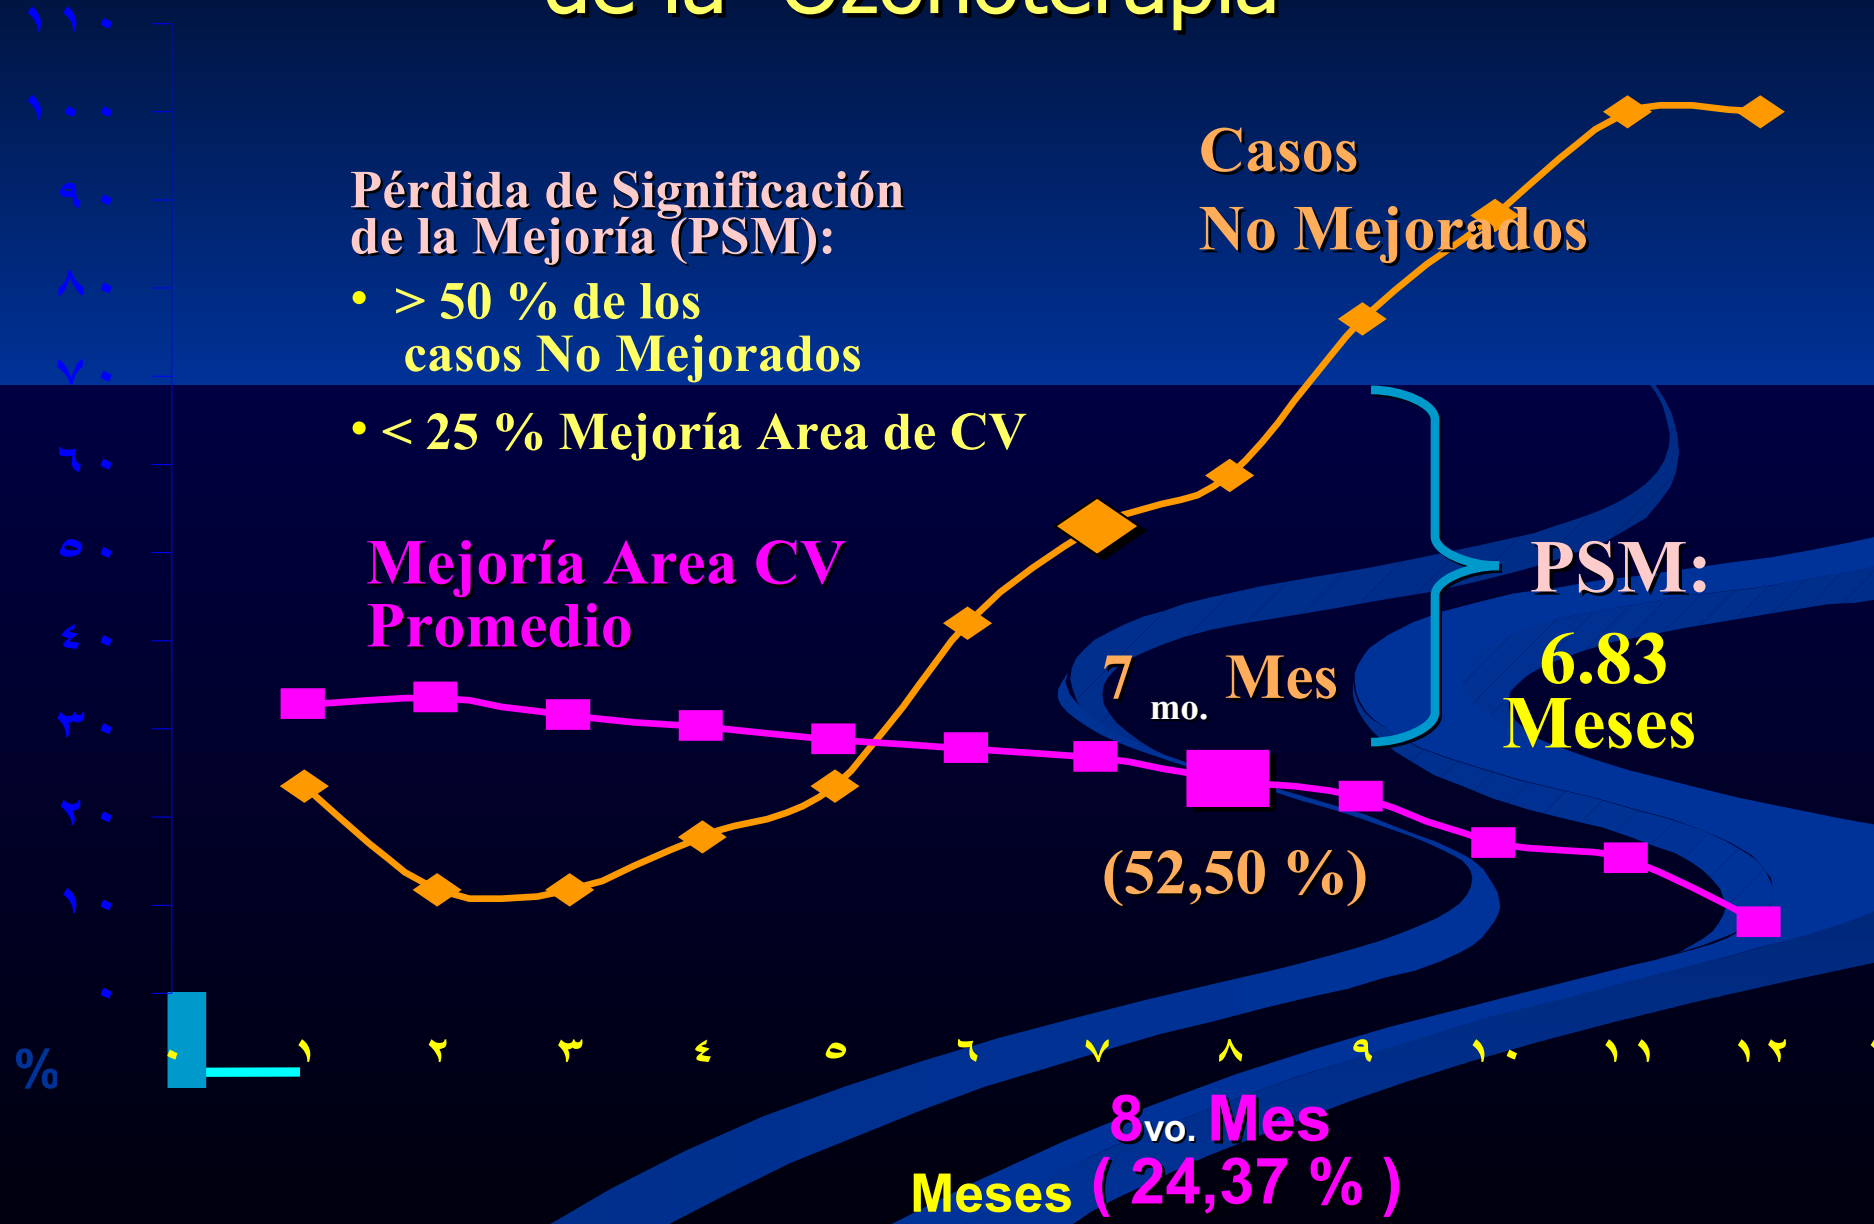 de la Ozonoterapia
١١٠
١٠٠
٩٠
٨٠
٧٠
٦٠
٥٠
٤٠
٣٠
٢٠
١٠
٠
%
Pérdida de Significación
de la Mejoría (PSM):
• > 50 % de los
casos No Mejorados
• < 25 % Mejoría Area de CV
Casos
No Mejorados
Mejoría Area CV
Promedio
7 mo. Mes
(52,50 %)
PSM:
6.83
Meses
٠ ١ ٢ ٣ ٤ ٥ ٦ ٧ ٨ ٩ ١٠ ١١ ١٢
8vo. Mes
( 24,37 % )
Meses